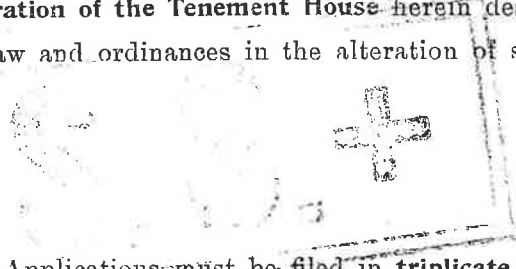 ration of the Tenement House herein des
aw and ordinances in the alteration of s
Applications must be filed in triplicate